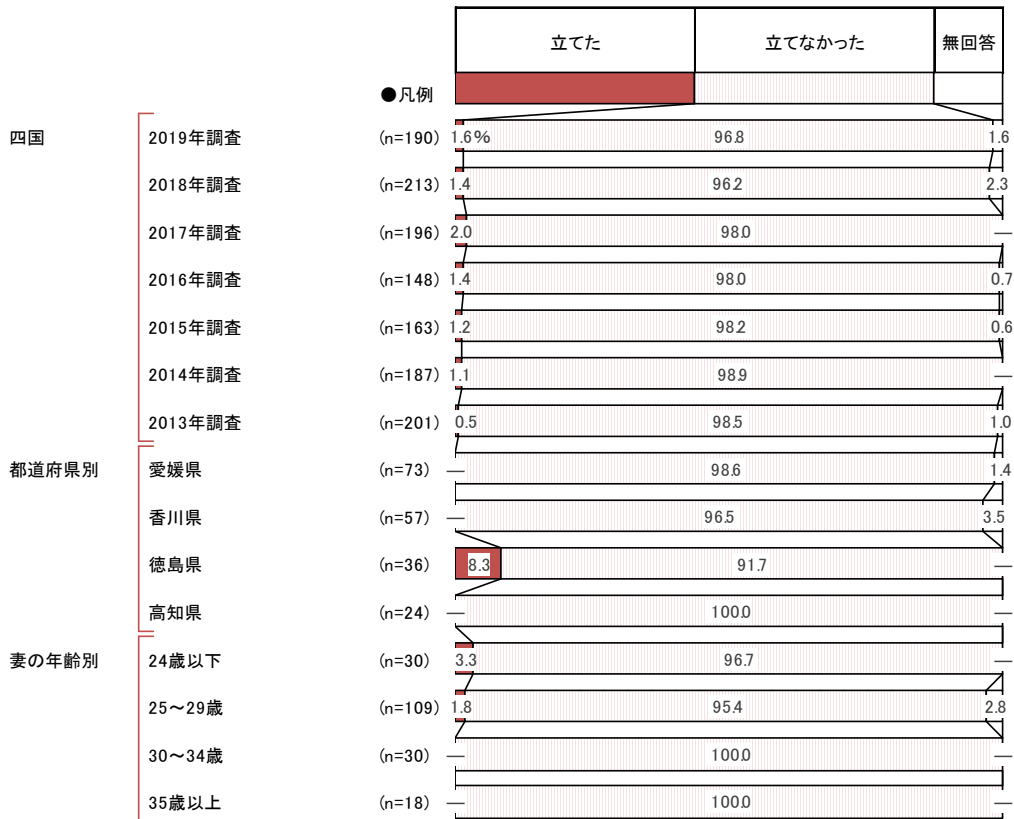 立てた 立てなかった 無回答
●凡例
四国 2019年調査 (n=190) 1.6% 96.8 1.6
2018年調査 (n=213) 1.4 96.2 2.3
2017年調査 (n=196) 2.0 98.0 —
2016年調査 (n=148) 1.4 98.0 0.7
2015年調査 (n=163) 1.2 98.2 0.6
2014年調査 (n=187) 1.1 98.9 —
2013年調査 (n=201) 0.5 98.5 1.0
都道府県別 愛媛県 (n=73) — 98.6 1.4
香川県 (n=57) — 96.5 3.5
徳島県 (n=36) 8.3 91.7 —
高知県 (n=24) — 100.0 —
妻の年齢別 24歳以下 (n=30) 3.3 96.7 —
25～29歳 (n=109) 1.8 95.4 2.8
30～34歳 (n=30) — 100.0 —
35歳以上 (n=18) — 100.0 —